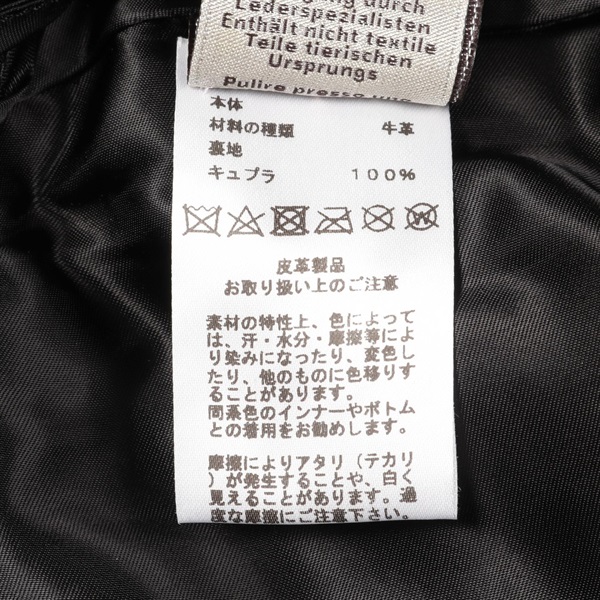 Lederspezialisten
Enthält nicht textile
Teile tierischen
Ursprungs
Pulire presso una
本体
材料の種類 牛革
裏地
キュプラ 100%
皮革製品
お取り扱い上のご注意
素材の特性上、色によって
は、汗・水分・摩擦等によ
り染みになったり、変色し
たり、他のものに色移りす
ることがあります。
同系色のインナーやボトム
との着用をお勧めします。
摩擦によりアタリ（テカリ
）が発生することや、白く
見えることがあります。過
度な摩擦にご注意下さい。